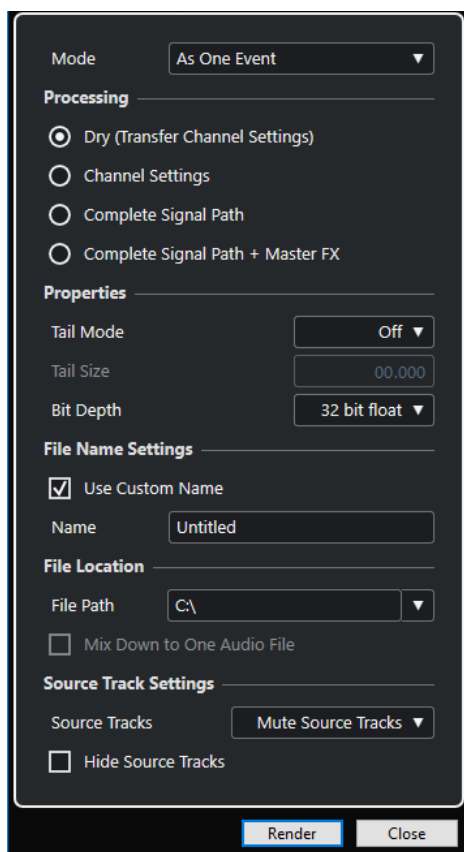 Mode As One Event
Processing
Dry (Transfer Channel Settings)
Channel Settings
Complete Signal Path
Complete Signal Path + Master FX
Properties
Tail Mode Off
Tail Size 00.000
Bit Depth 32 bit float
File Name Settings
Use Custom Name
Name Untitled
File Location
File Path C:\
Mix Down to One Audio File
Source Track Settings
Source Tracks Mute Source Tracks
Hide Source Tracks
Render Close